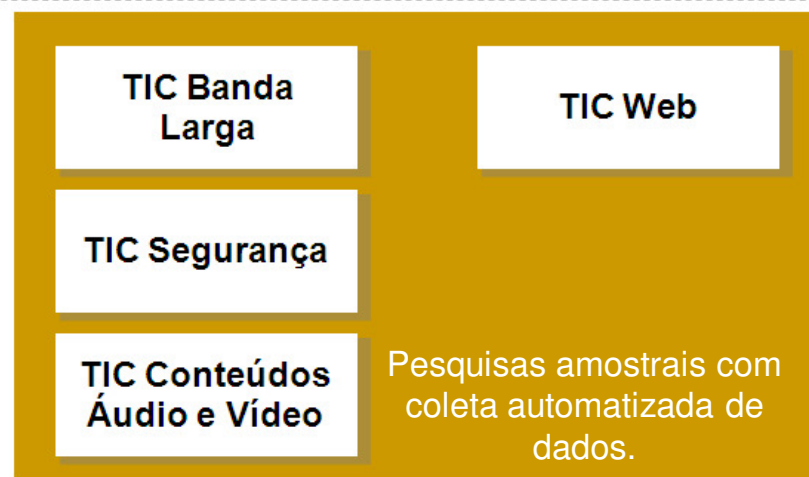 TIC Banda
Larga
TIC Web
TIC Segurança
TIC Conteúdos
Áudio e Vídeo
Pesquisas amostrais com
coleta automatizada de
dados.